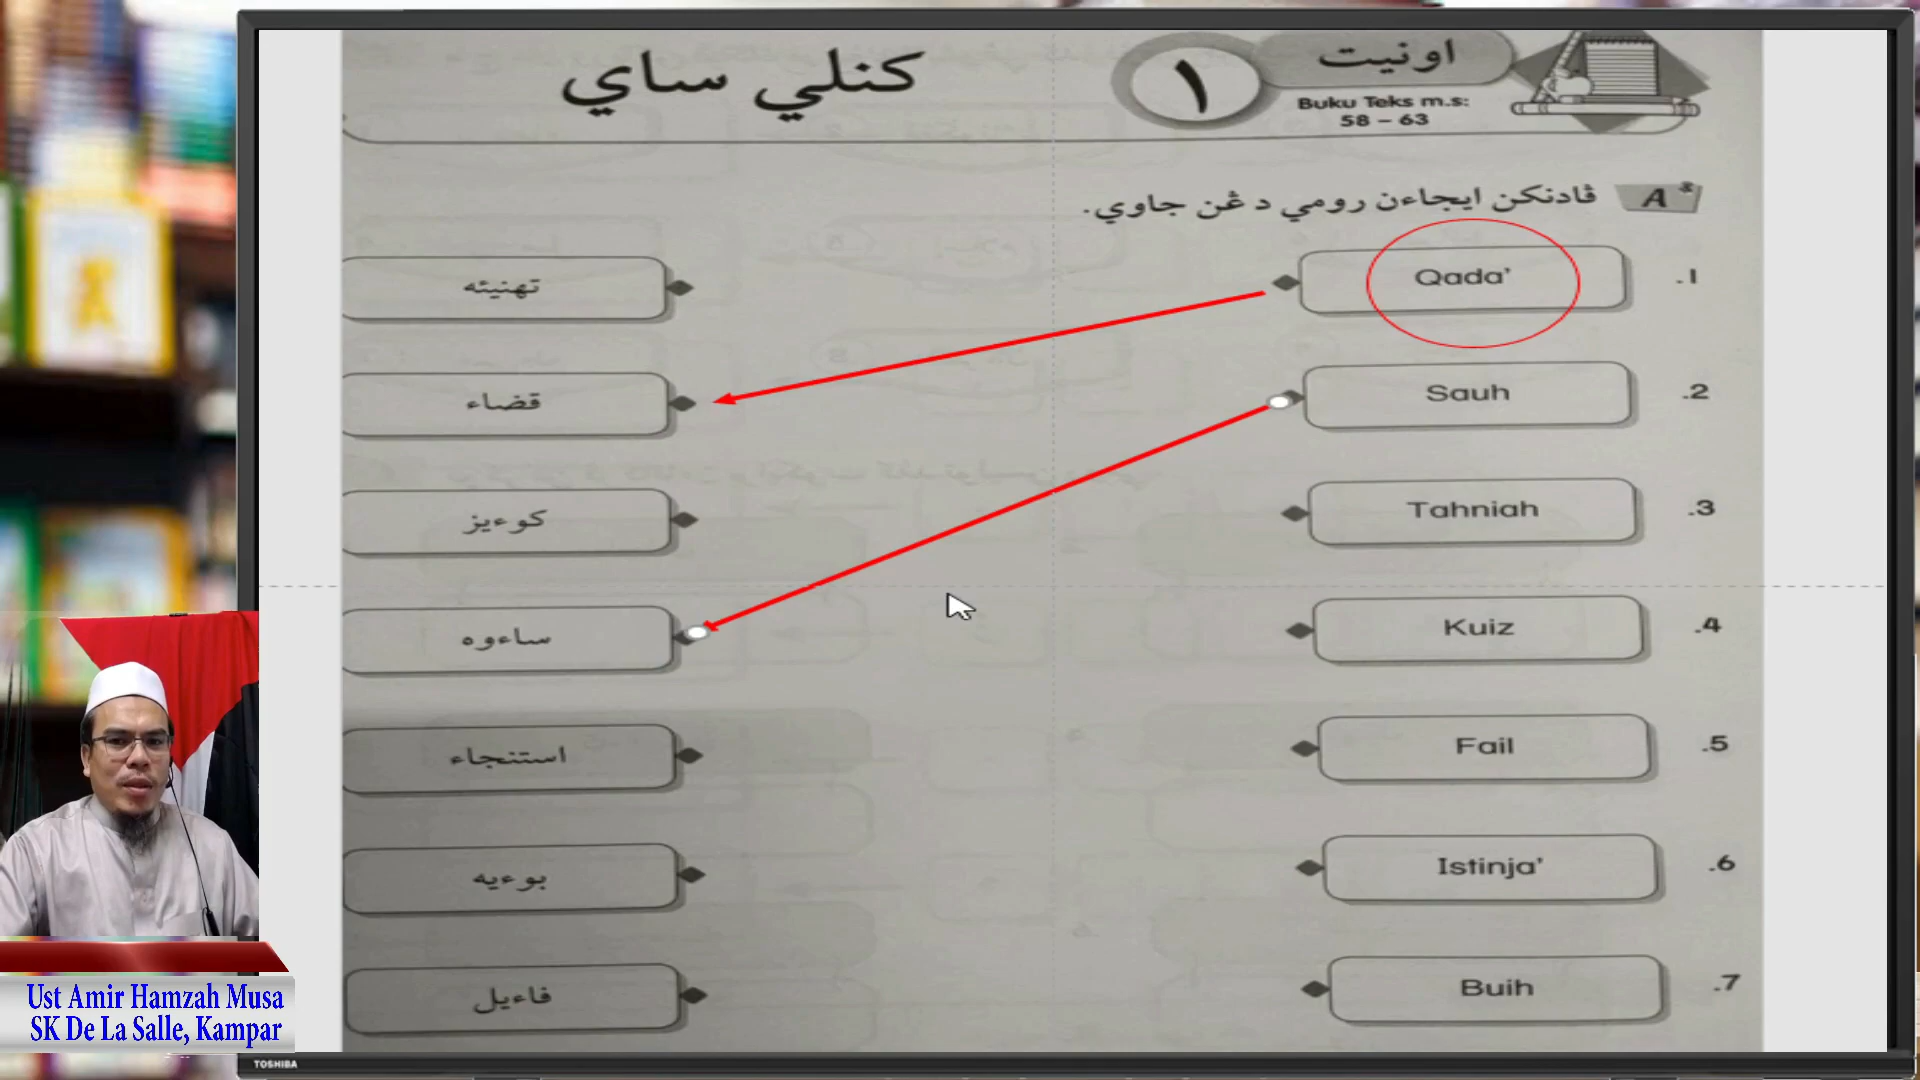 اونيت ١ كنلي ساي
Buku Teks m.s:
58 – 63
A ڤادنكن ايجاءن رومي دڠن جاوي.
.١ Qada’ قضاء
.2 Sauh
.3 Tahniah
.4 Kuiz
.5 Fail
.6 Istinja’
.7 Buih
تهنيئه
كوءيز
ساءوه
استنجاء
بوءيه
فاءيل
Ust Amir Hamzah Musa
SK De La Salle, Kampar
TOSHIBA